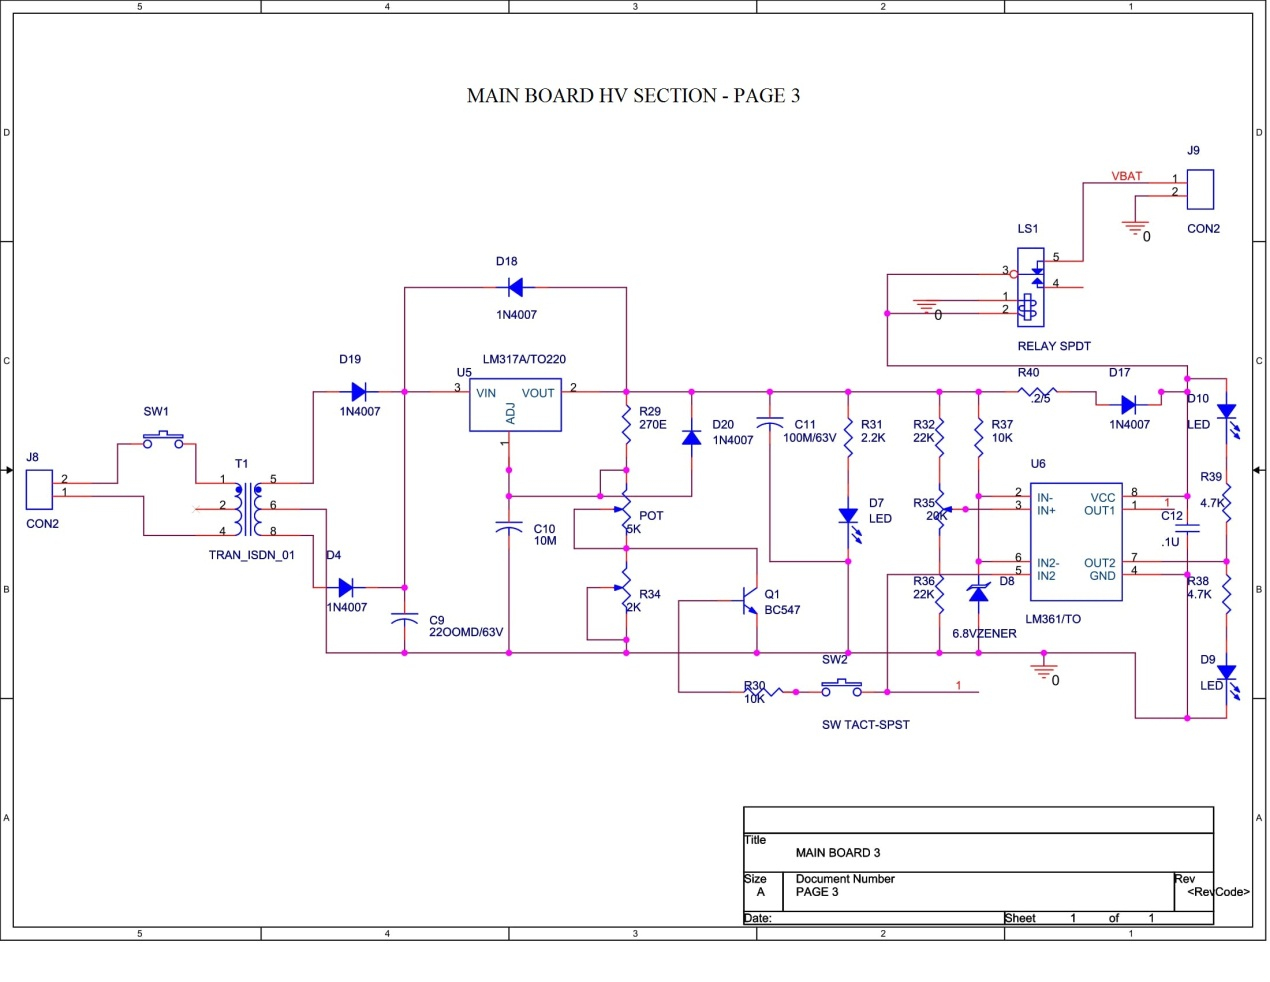 5 4 3 2 1
MAIN BOARD HV SECTION - PAGE 3
D D
J9
VBAT 1
2
0
CON2
LS1
5
3
4
1
2
0
RELAY SPDT
D18
1N4007
C C
D19
1N4007
LM317A/TO220
U5
3 VIN VOUT 2
ADJ
1
R40
.2/5
D17
1N4007
D10
LED
R29
270E
D20
1N4007
C11
100M/63V
R31
2.2K
R32
22K
R37
10K
SW1
J8
2
1
CON2
T1
1 5
2 6
4 8
TRAN_ISDN_01
U6
2 IN- VCC 8
3 IN+ OUT1 1
6 IN2- OUT2 7
5 IN2 GND 4
LM361/TO
1
C12
.1U
R39
4.7K
POT
5K
D7
LED
R35
20K
C10
10M
D4
1N4007
B B
R34
2K
Q1
BC547
R36
22K
D8
6.8VZENER
R38
4.7K
C9
22OOMD/63V
SW2
0
D9
LED
R30
10K
1
SW TACT-SPST
A A
Title
MAIN BOARD 3
Size Document Number Rev
A PAGE 3 <RevCode>
Date: Sheet 1 of 1
5 4 3 2 1